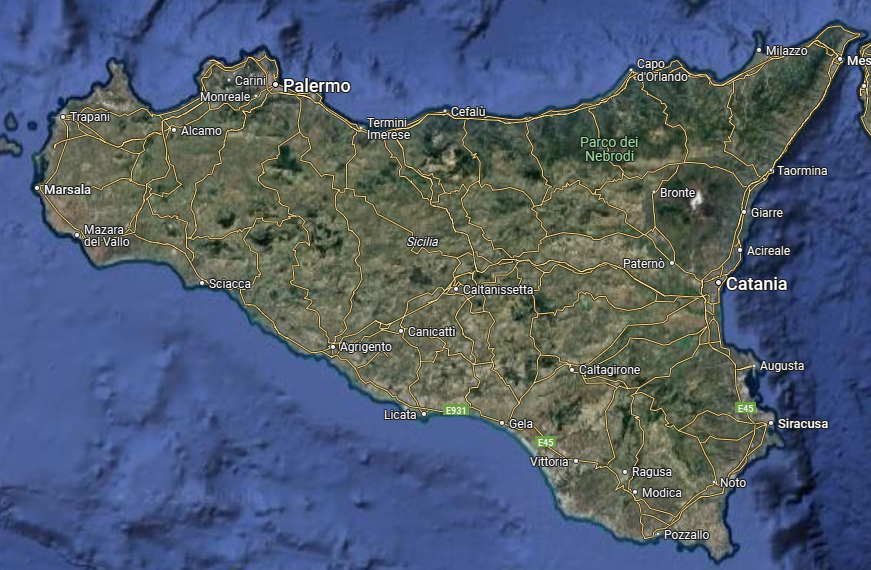 Milazzo
Mes
Capo
d'Orlando
Carini
Palermo
Monreale
Cefalù
Trapani
Termini
Imerese
Alcamo
Parco dei
Nebrodi
Taormina
Marsala
Bronte
Giarre
Mazara
del Vallo
Sicilia
Acireale
Paternò
Sciacca
Catania
Caltanissetta
Canicattì
Agrigento
Augusta
Caltagirone
E45
Licata
E931
Gela
Siracusa
E45
Vittoria
Ragusa
Noto
Modica
Pozzallo